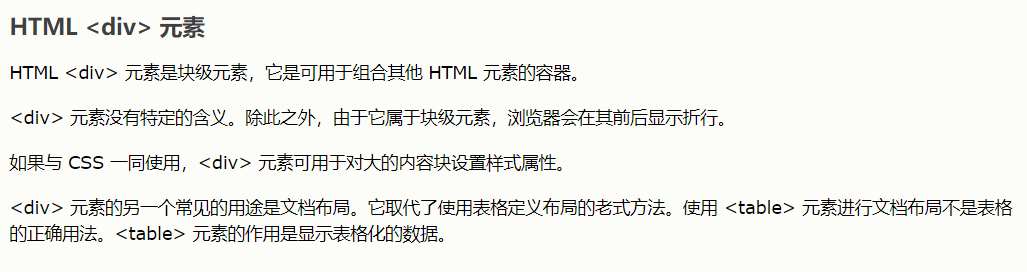 HTML <div> 元素
HTML <div> 元素是块级元素，它是可用于组合其他 HTML 元素的容器。
<div> 元素没有特定的含义。除此之外，由于它属于块级元素，浏览器会在其前后显示折行。
如果与 CSS 一同使用，<div> 元素可用于对大的内容块设置样式属性。
<div> 元素的另一个常见的用途是文档布局。它取代了使用表格定义布局的老式方法。使用 <table> 元素进行文档布局不是表格
的正确用法。<table> 元素的作用是显示表格化的数据。